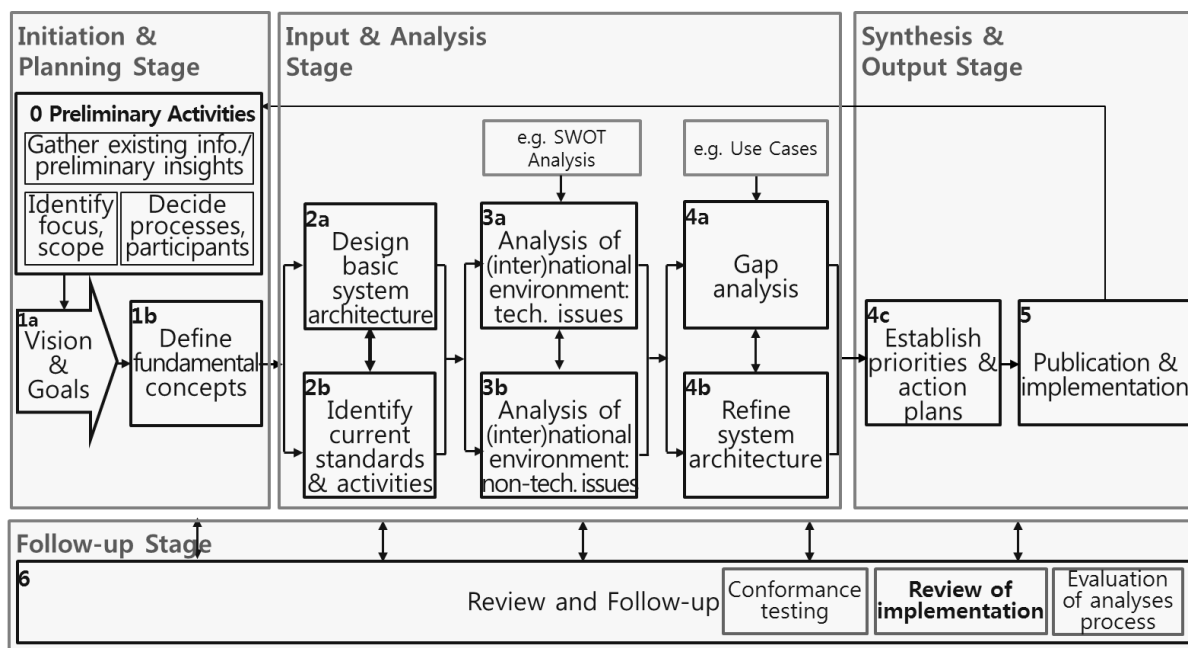 Initiation &
Planning Stage
0 Preliminary Activities
Gather existing info./
preliminary insights
Identify
focus,
scope
Decide
processes,
participants
1a
Vision
&
Goals
1b
Define
fundamental
concepts
Input & Analysis
Stage
e.g. SWOT
Analysis
e.g. Use Cases
2a
Design
basic
system
architecture
2b
Identify
current
standards
& activities
3a
Analysis of
(inter)national
environment:
tech. issues
3b
Analysis of
(inter)national
environment:
non-tech. issues
4a
Gap
analysis
4b
Refine
system
architecture
Synthesis &
Output Stage
4c
Establish
priorities &
action
plans
5
Publication &
implementation
Follow-up Stage
6
Review and Follow-up
Conformance
testing
Review of
implementation
Evaluation
of analyses
process